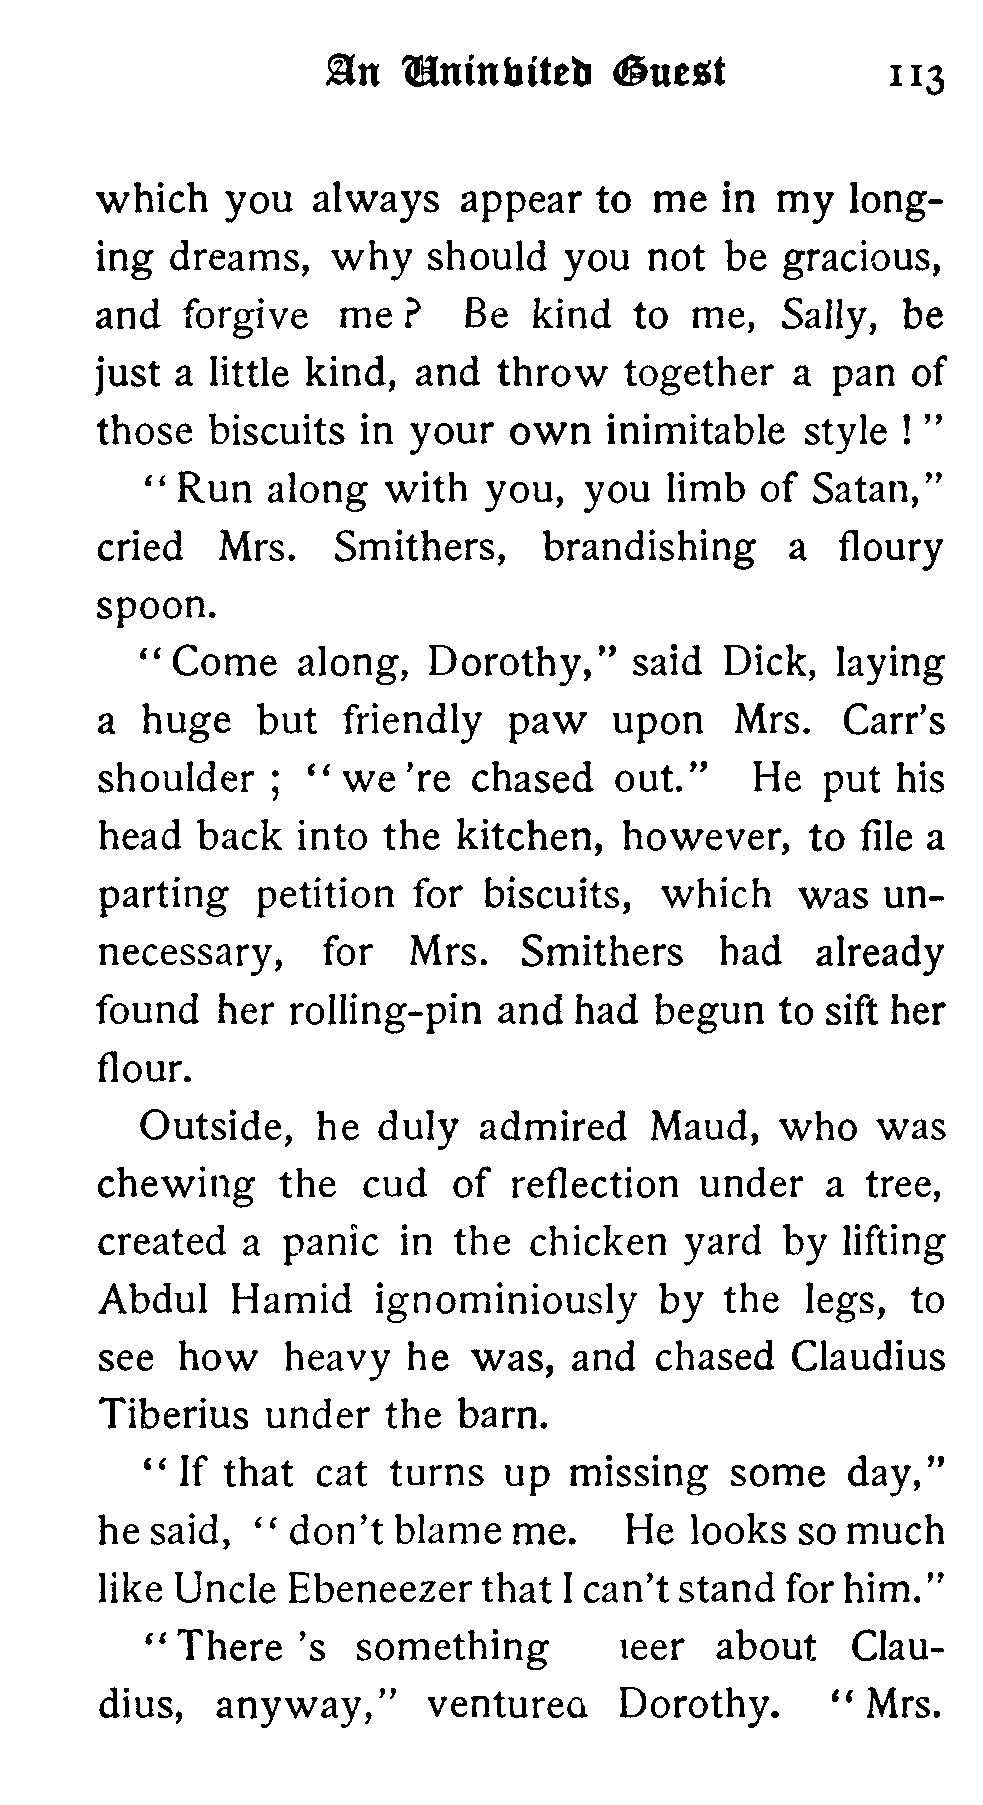 An Uninvited Guest 113
which you always appear to me in my long-
ing dreams, why should you not be gracious,
and forgive me? Be kind to me, Sally, be
just a little kind, and throw together a pan of
those biscuits in your own inimitable style!"
"Run along with you, you limb of Satan,"
cried Mrs. Smithers, brandishing a floury
spoon.
"Come along, Dorothy," said Dick, laying
a huge but friendly paw upon Mrs. Carr's
shoulder; "we 're chased out." He put his
head back into the kitchen, however, to file a
parting petition for biscuits, which was un-
necessary, for Mrs. Smithers had already
found her rolling-pin and had begun to sift her
flour.
Outside, he duly admired Maud, who was
chewing the cud of reflection under a tree,
created a panic in the chicken yard by lifting
Abdul Hamid ignominiously by the legs, to
see how heavy he was, and chased Claudius
Tiberius under the barn.
"If that cat turns up missing some day,"
he said, "don't blame me. He looks so much
like Uncle Ebeneezer that I can't stand for him."
"There 's something about Clau-
dius, anyway," ventured Dorothy. "Mrs.